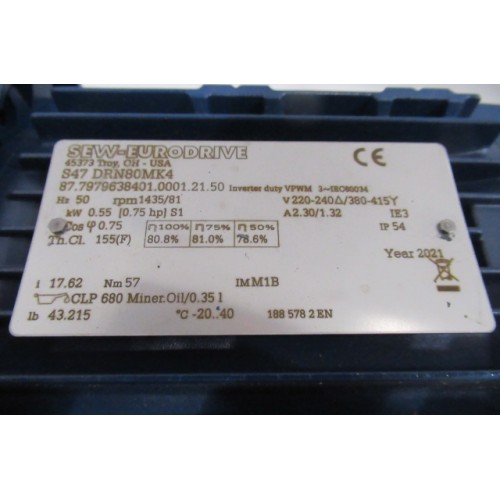 SEW-EURODRIVE
45373 Troy, OH - USA
CE
S47 DRN80MK4
87.7979638401.0001.21.50 Inverter duty VPWM 3~IEC60034
Hz 50 rpm 1435/81 V 220-240Δ/380-415Y
kW 0.55 [0.75 hp] S1 A 2.30/1.32 IE3
Cos φ 0.75 η100% η75% η50% IP 54
Th.Cl. 155(F) 80.8% 81.0% 78.6%
Year 2021
i 17.62 Nm 57 IM M1B
CLP 680 Miner.Oil/0.35 l
lb 43.215 °C -20..40 188 578 2 EN